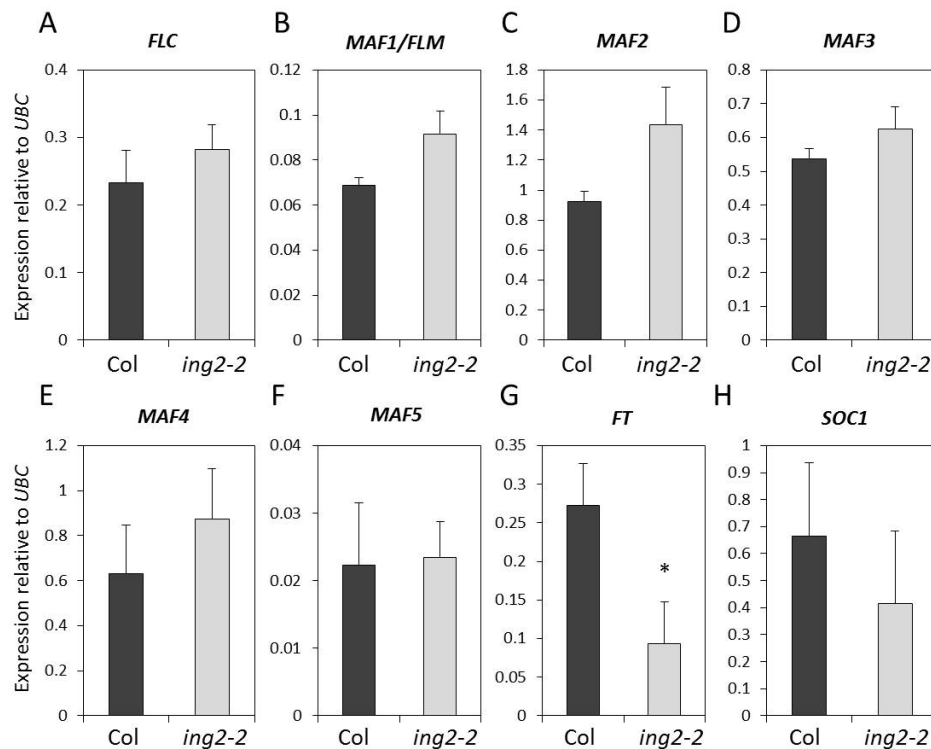 A
FLC
Expression relative to UBC
0.4
0.3
0.2
0.1
0
Col
ing2-2
B
MAF1/FLM
0.12
0.1
0.08
0.06
0.04
0.02
0
Col
ing2-2
C
MAF2
1.8
1.6
1.4
1.2
1
0.8
0.6
0.4
0.2
0
Col
ing2-2
D
MAF3
0.8
0.7
0.6
0.5
0.4
0.3
0.2
0.1
0
Col
ing2-2
E
MAF4
Expression relative to UBC
1.2
1
0.8
0.6
0.4
0.2
0
Col
ing2-2
F
MAF5
0.04
0.03
0.02
0.01
0
Col
ing2-2
G
FT
0.35
0.3
0.25
0.2
0.15
0.1
0.05
0
*
Col
ing2-2
H
SOC1
1
0.9
0.8
0.7
0.6
0.5
0.4
0.3
0.2
0.1
0
Col
ing2-2